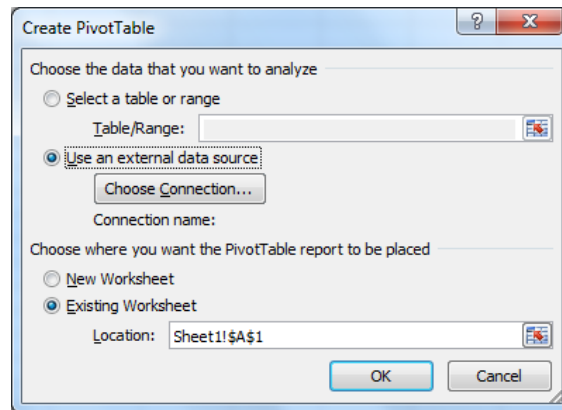 Create PivotTable
?
X
Choose the data that you want to analyze
Select a table or range
Table/Range:
Use an external data source
Choose Connection...
Connection name:
Choose where you want the PivotTable report to be placed
New Worksheet
Existing Worksheet
Location: Sheet1!$A$1
OK Cancel